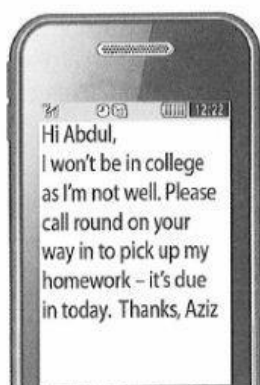 12:22
Hi Abdul,
I won't be in college
as I'm not well. Please
call round on your
way in to pick up my
homework – it's due
in today. Thanks, Aziz